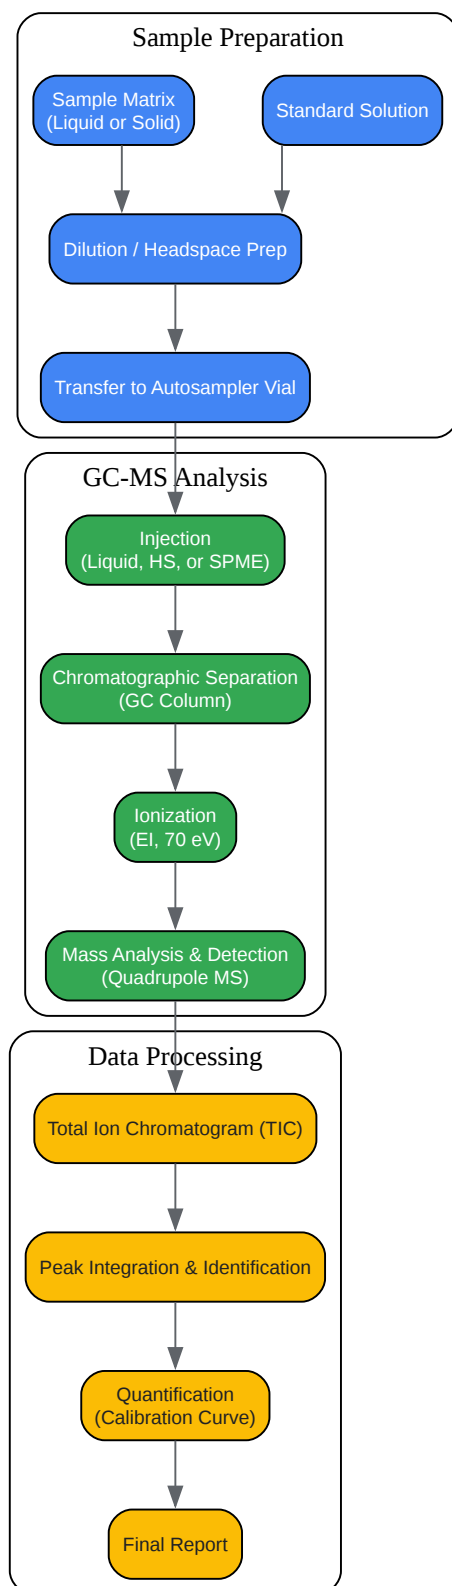 Sample Preparation
Sample Matrix
(Liquid or Solid)
Standard Solution
Dilution / Headspace Prep
Transfer to Autosampler Vial
GC-MS Analysis
Injection
(Liquid, HS, or SPME)
Chromatographic Separation
(GC Column)
Ionization
(EI, 70 eV)
Mass Analysis & Detection
(Quadrupole MS)
Data Processing
Total Ion Chromatogram (TIC)
Peak Integration & Identification
Quantification
(Calibration Curve)
Final Report